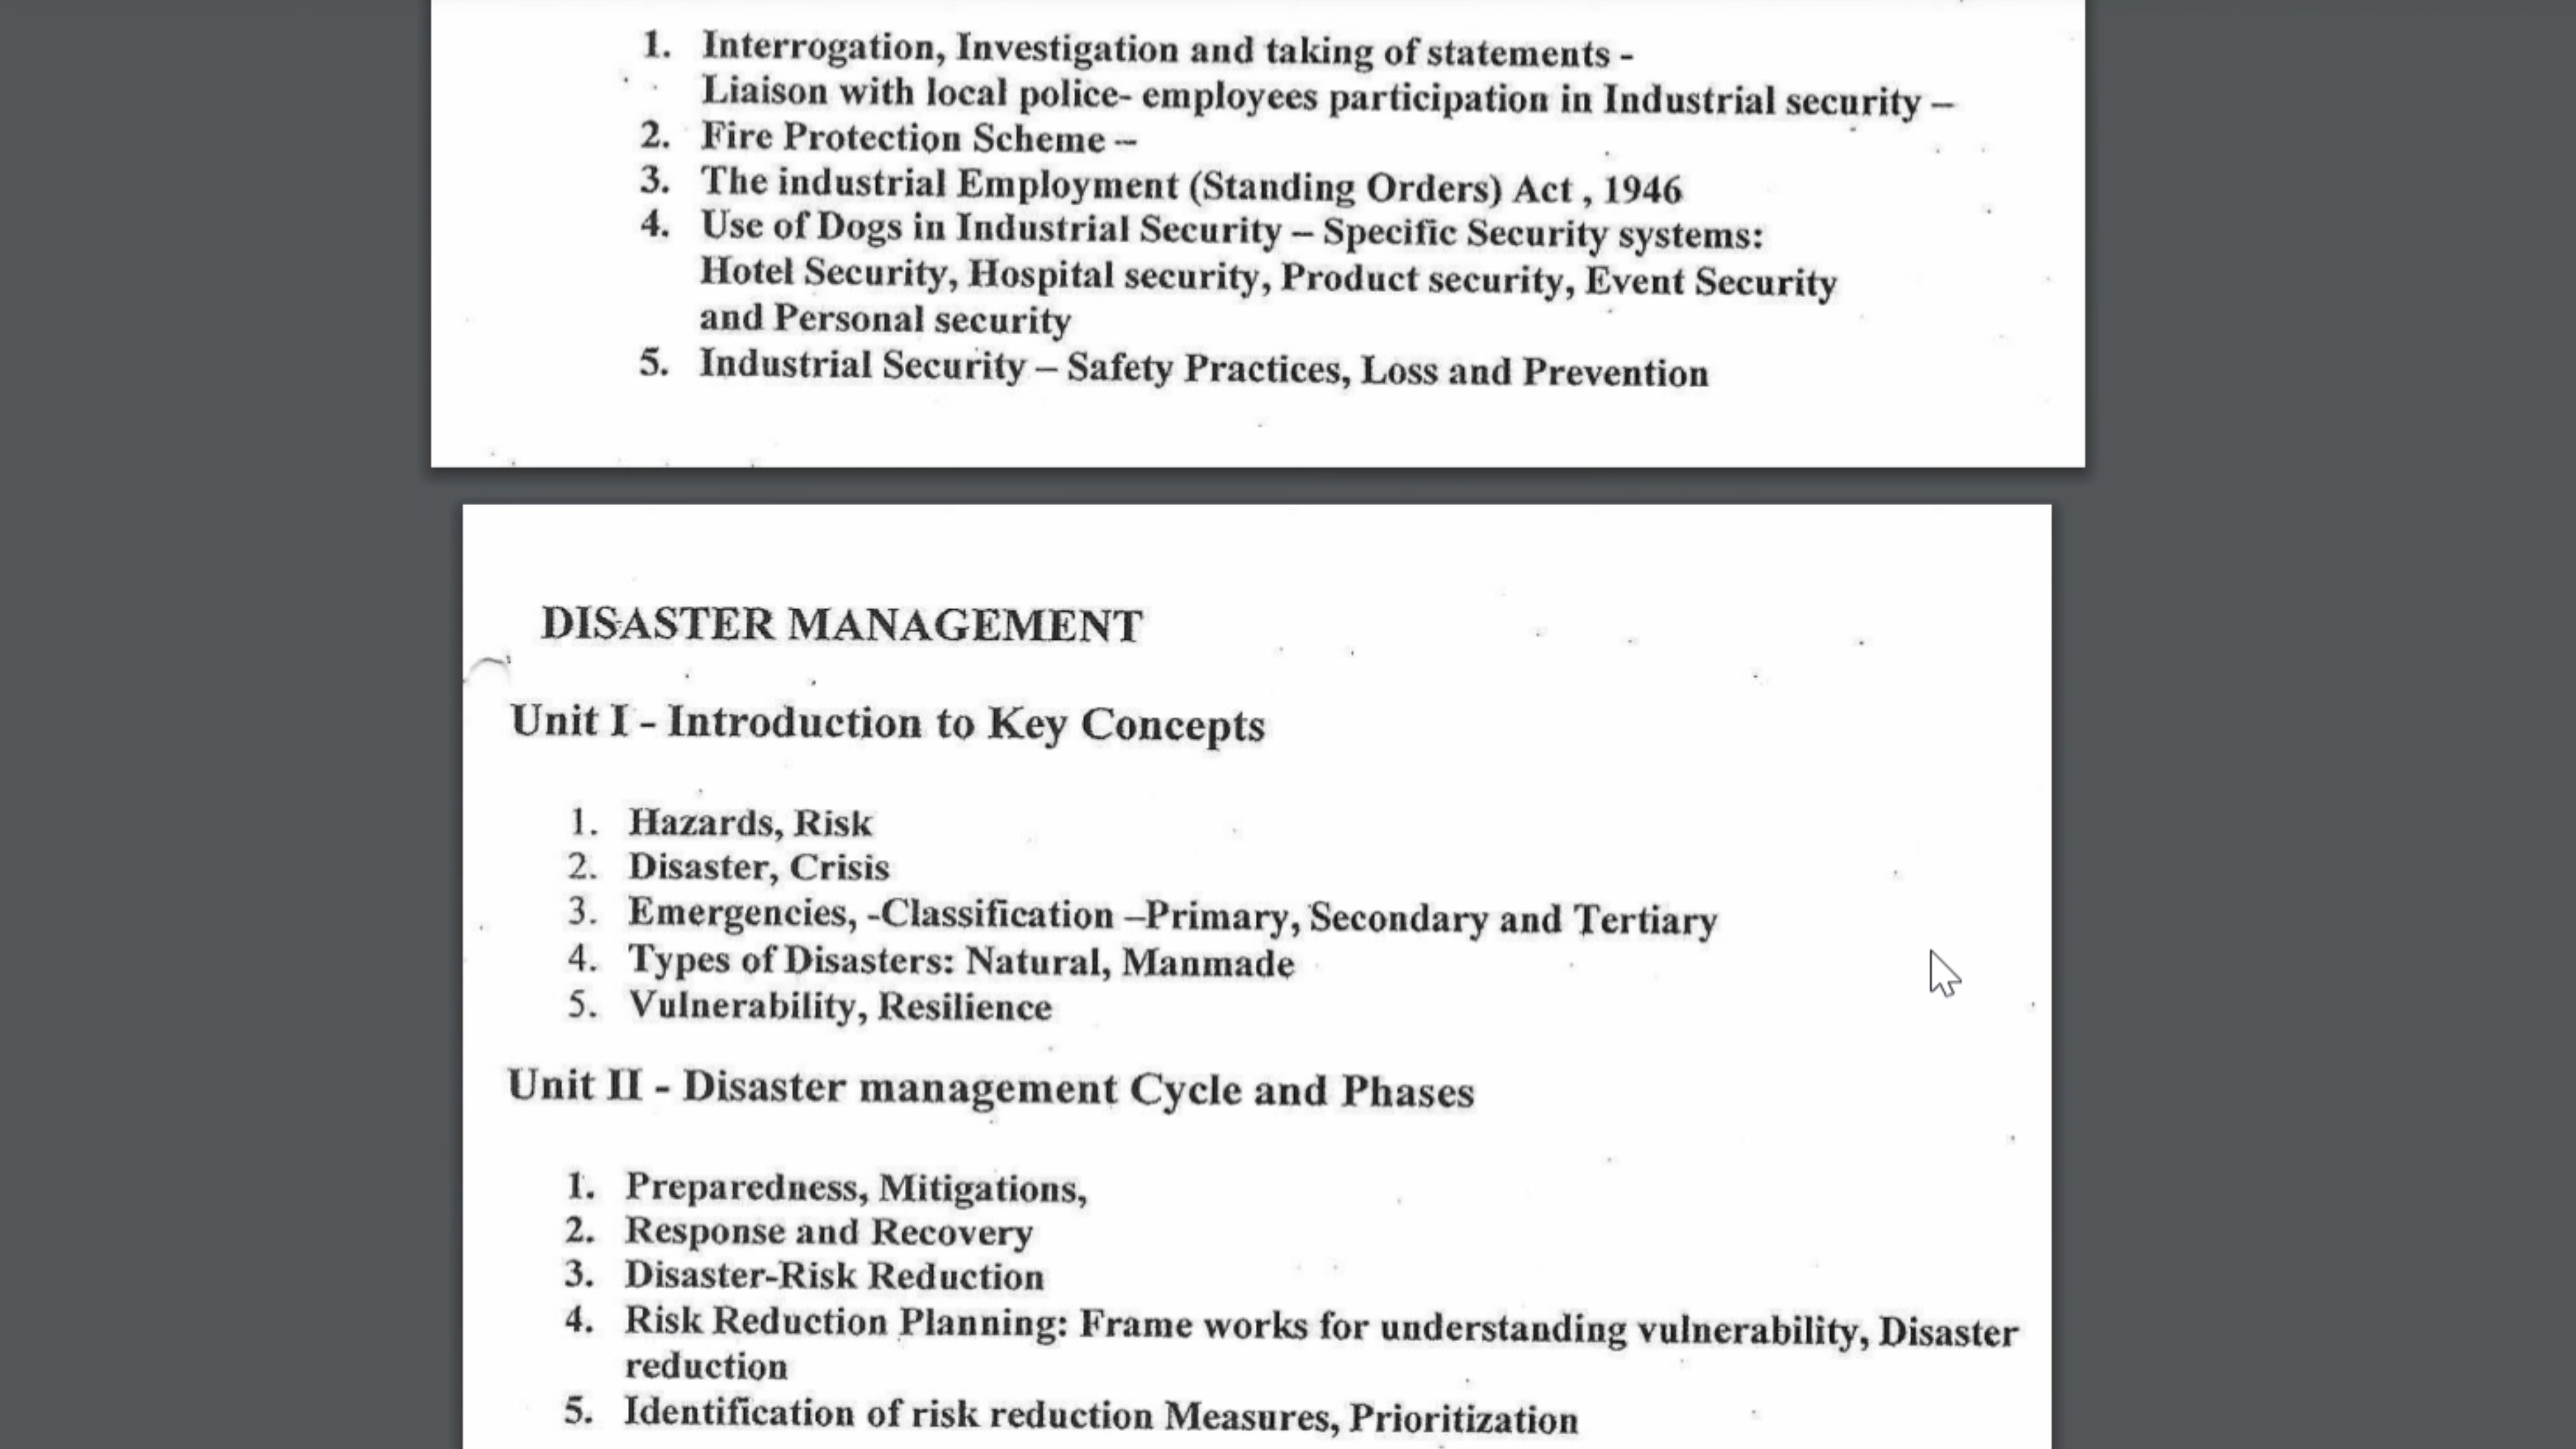 1. Interrogation, Investigation and taking of statements -
Liaison with local police- employees participation in Industrial security –
2. Fire Protection Scheme –
3. The industrial Employment (Standing Orders) Act , 1946
4. Use of Dogs in Industrial Security – Specific Security systems:
Hotel Security, Hospital security, Product security, Event Security
and Personal security
5. Industrial Security – Safety Practices, Loss and Prevention
DISASTER MANAGEMENT
Unit I - Introduction to Key Concepts
1. Hazards, Risk
2. Disaster, Crisis
3. Emergencies, -Classification –Primary, Secondary and Tertiary
4. Types of Disasters: Natural, Manmade
5. Vulnerability, Resilience
Unit II - Disaster management Cycle and Phases
1. Preparedness, Mitigations,
2. Response and Recovery
3. Disaster-Risk Reduction
4. Risk Reduction Planning: Frame works for understanding vulnerability, Disaster
reduction
5. Identification of risk reduction Measures, Prioritization